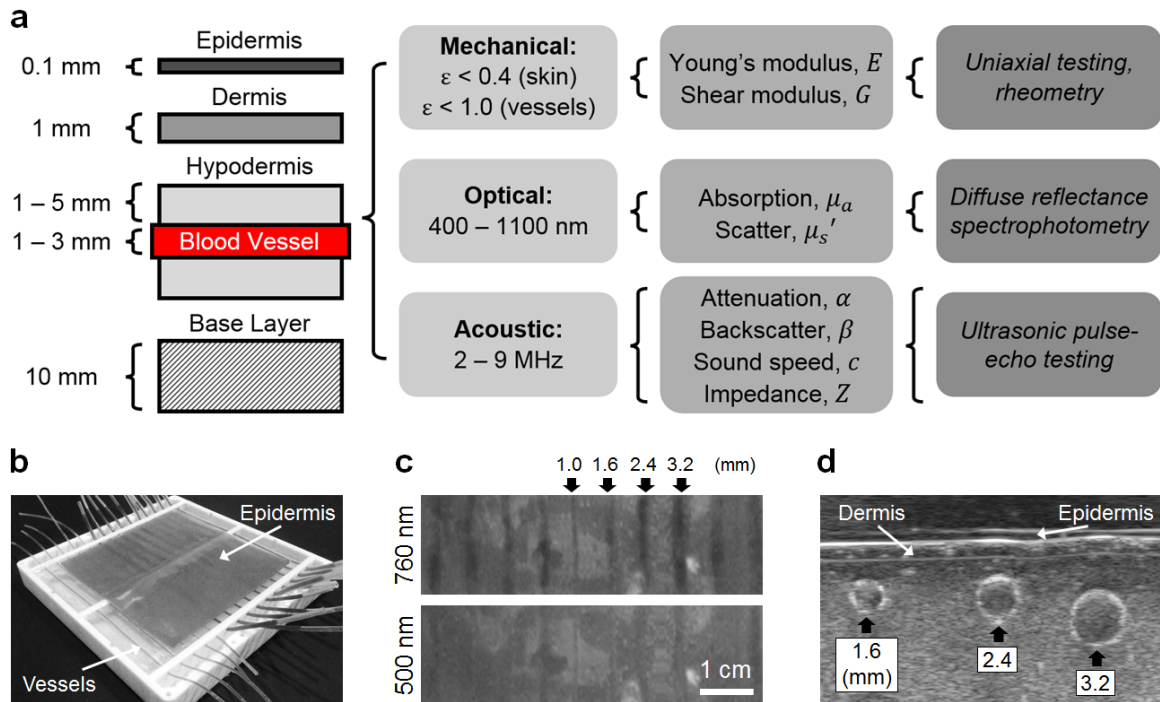 a
Epidermis
0.1 mm
Dermis
1 mm
Hypodermis
1 – 5 mm
1 – 3 mm
Blood Vessel
Base Layer
10 mm
Mechanical:
ε < 0.4 (skin)
ε < 1.0 (vessels)
Young's modulus, E
Shear modulus, G
Uniaxial testing,
rheometry
Optical:
400 – 1100 nm
Absorption, μₐ
Scatter, μₛ′
Diffuse reflectance
spectrophotometry
Acoustic:
2 – 9 MHz
Attenuation, α
Backscatter, β
Sound speed, c
Impedance, Z
Ultrasonic pulse-
echo testing
b
Epidermis
Vessels
c
1.0 1.6 2.4 3.2 (mm)
760 nm
500 nm
1 cm
d
Dermis
Epidermis
1.6
(mm)
2.4
3.2